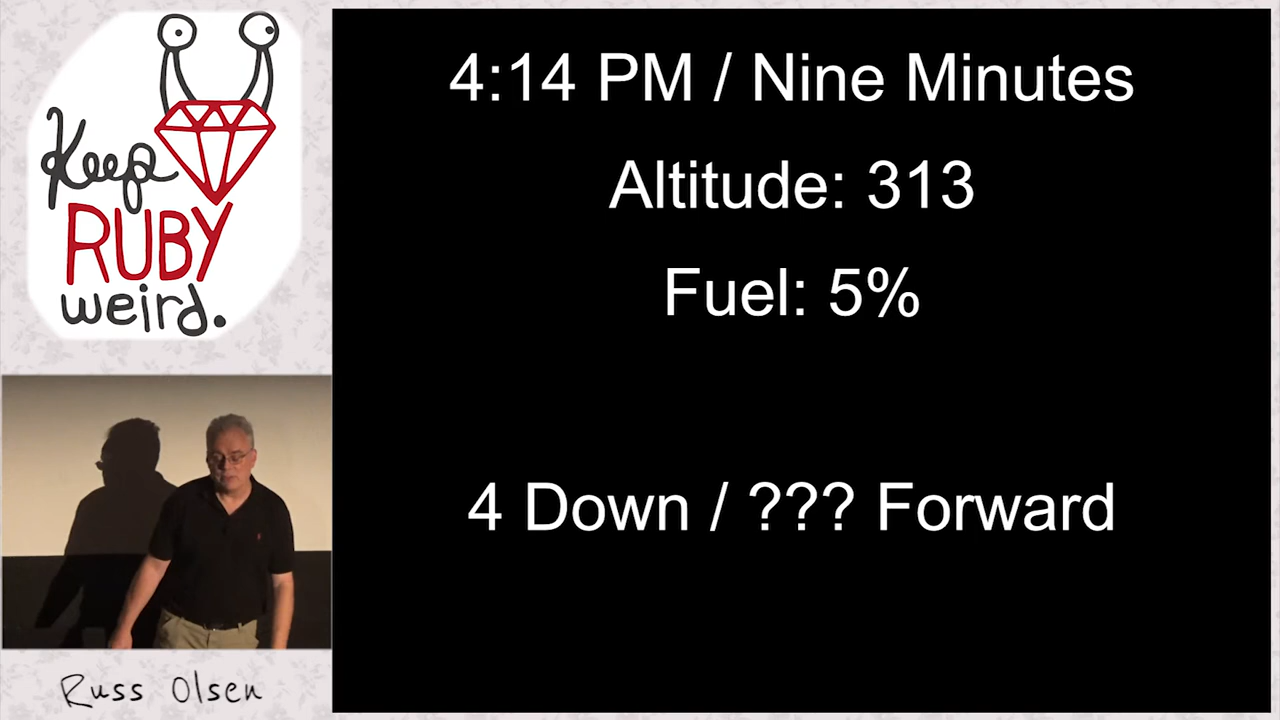 Keep
RUBY
weird.
Russ Olsen
4:14 PM / Nine Minutes
Altitude: 313
Fuel: 5%
4 Down / ??? Forward